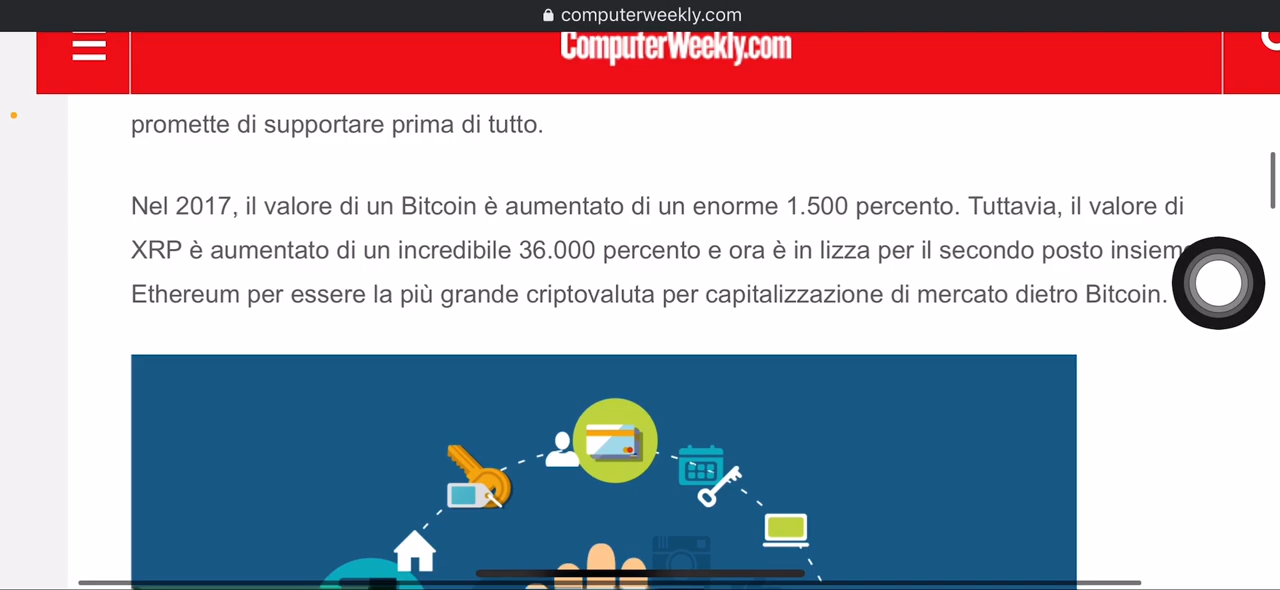 computerweekly.com
ComputerWeekly.com
promette di supportare prima di tutto.
Nel 2017, il valore di un Bitcoin è aumentato di un enorme 1.500 percento. Tuttavia, il valore di
XRP è aumentato di un incredibile 36.000 percento e ora è in lizza per il secondo posto insieme
Ethereum per essere la più grande criptovaluta per capitalizzazione di mercato dietro Bitcoin.